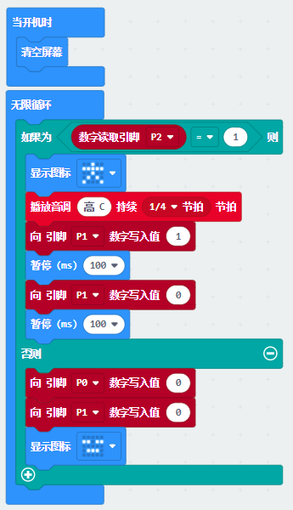 当开机时
清空屏幕
无限循环
如果为 数字读取引脚 P2 = 1 则
显示图标
播放音调 高 C 持续 1/4 节拍 节拍
向 引脚 P1 数字写入值 1
暂停 (ms) 100
向 引脚 P1 数字写入值 0
暂停 (ms) 100
否则
向 引脚 P0 数字写入值 0
向 引脚 P1 数字写入值 0
显示图标